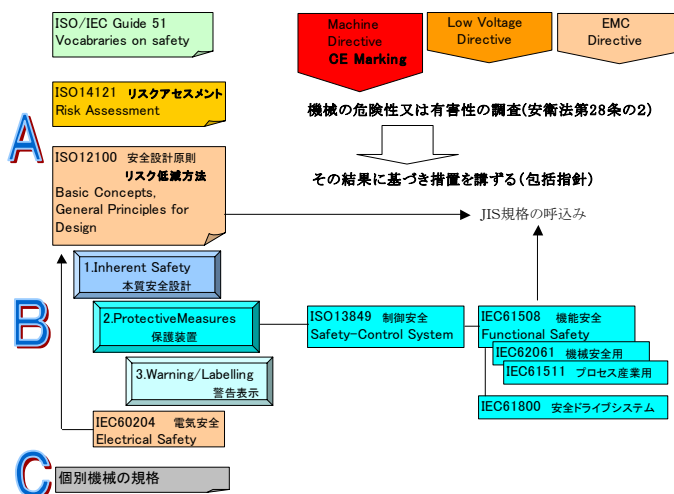 ISO/IEC Guide 51
Vocabraries on safety
Machine
Directive
CE Marking
Low Voltage
Directive
EMC
Directive
ISO14121 リスクアセスメント
Risk Assessment
機械の危険性又は有害性の調査(安衛法第28条の2)
A
ISO12100 安全設計原則
リスク低減方法
Basic Concepts,
General Principles for
Design
その結果に基づき措置を講ずる(包括指針)
JIS規格の呼込み
1.Inherent Safety
本質安全設計
B
2.ProtectiveMeasures
保護装置
ISO13849 制御安全
Safety-Control System
IEC61508 機能安全
Functional Safety
IEC62061 機械安全用
IEC61511 プロセス産業用
3.Warning/Labelling
警告表示
IEC61800 安全ドライブシステム
IEC60204 電気安全
Electrical Safety
C
個別機械の規格